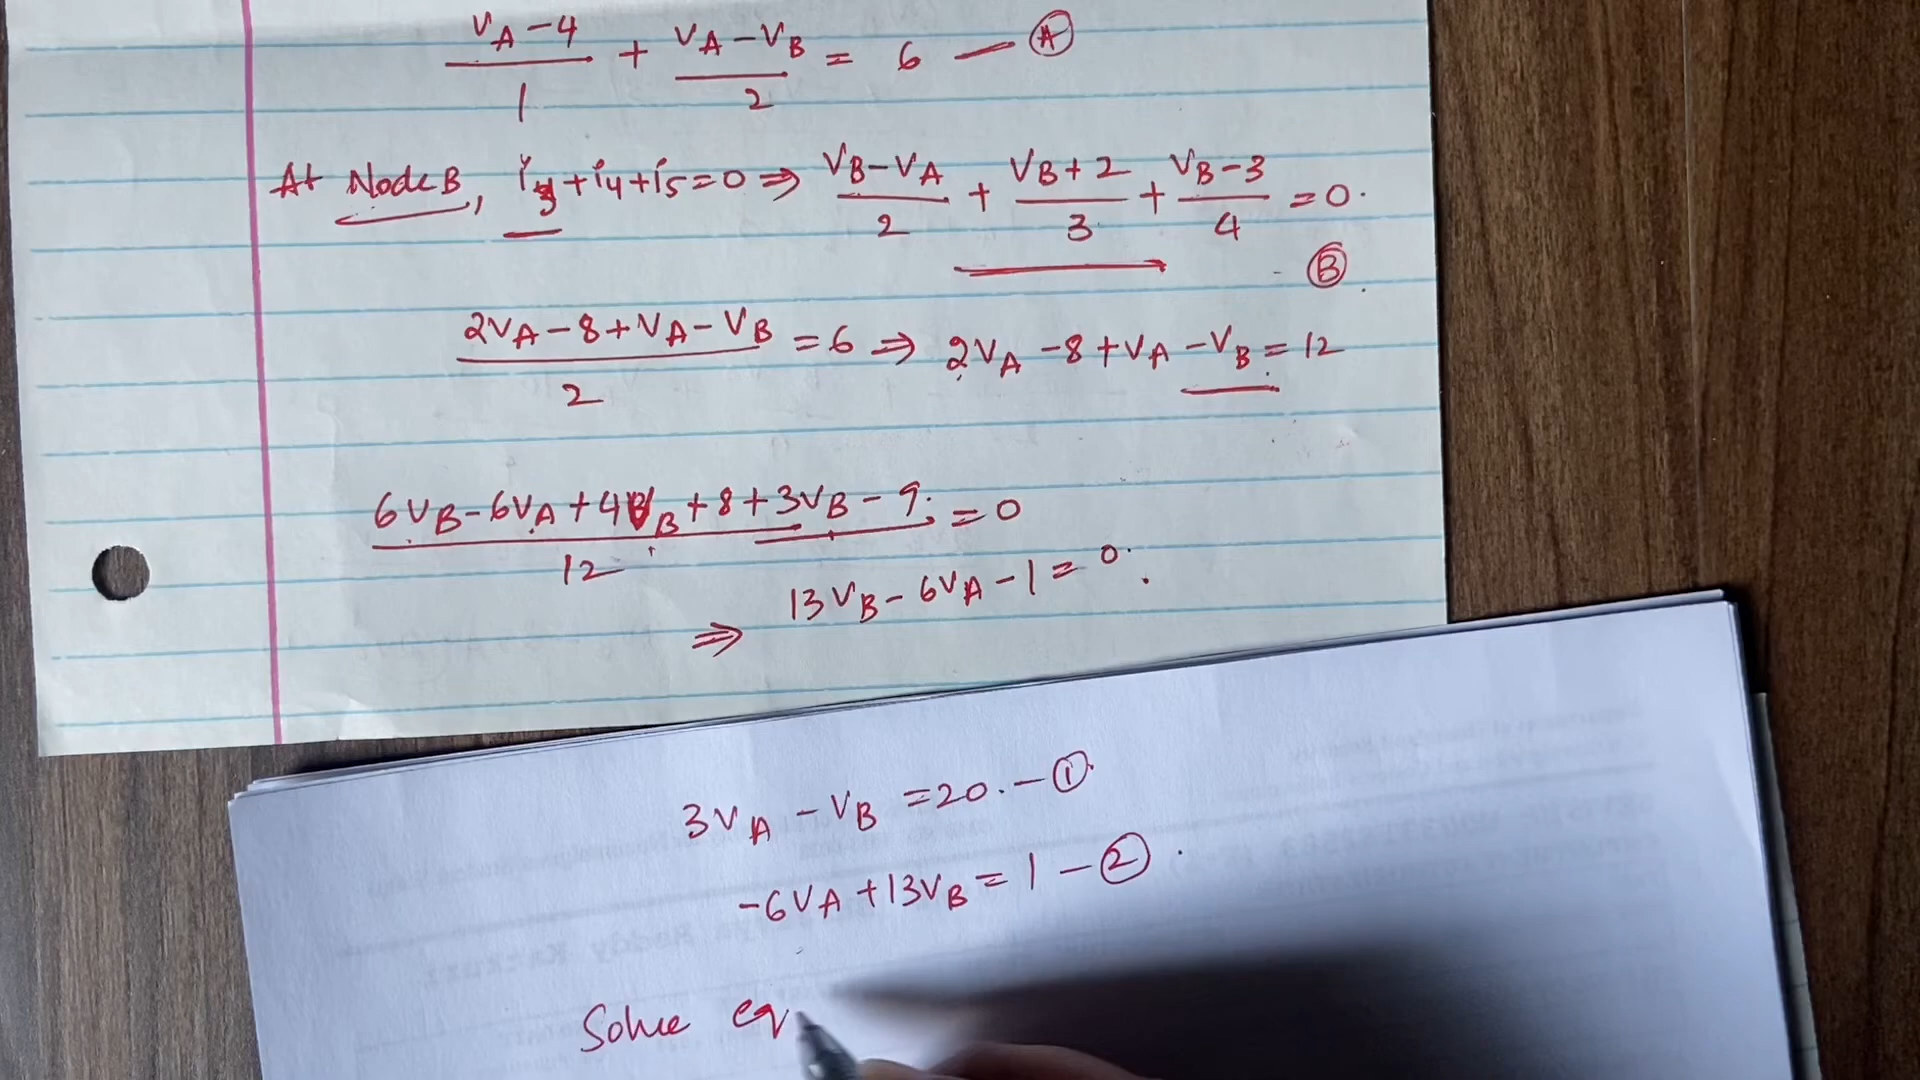 (VA - 4)/1 + (VA - VB)/2 = 6 — Ⓐ
At Node B, i3 + i4 + i5 = 0 ⇒ (VB - VA)/2 + (VB + 2)/3 + (VB - 3)/4 = 0.
Ⓑ
(2VA - 8 + VA - VB)/2 = 6 ⇒ 2VA - 8 + VA - VB = 12
(6VB - 6VA + 4VB + 8 + 3VB - 9)/12 = 0
⇒ 13VB - 6VA - 1 = 0.
3VA - VB = 20. — ①
-6VA + 13VB = 1 — ②
Solve eq